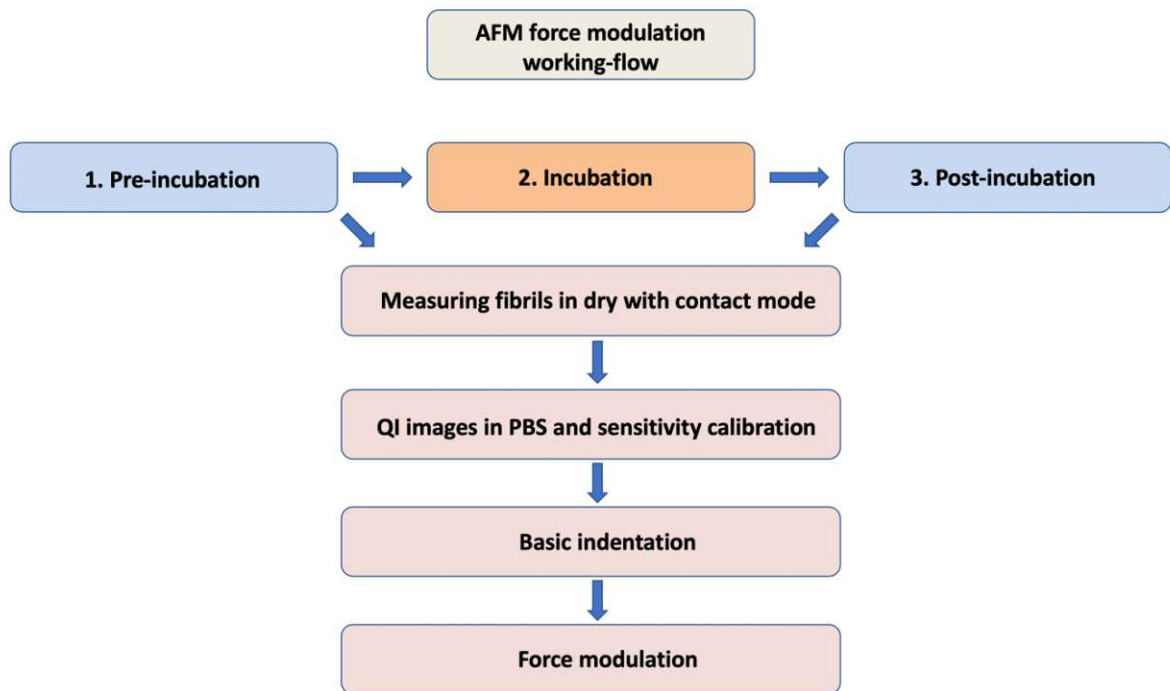 AFM force modulation
working-flow
1. Pre-incubation
2. Incubation
3. Post-incubation
Measuring fibrils in dry with contact mode
QI images in PBS and sensitivity calibration
Basic indentation
Force modulation